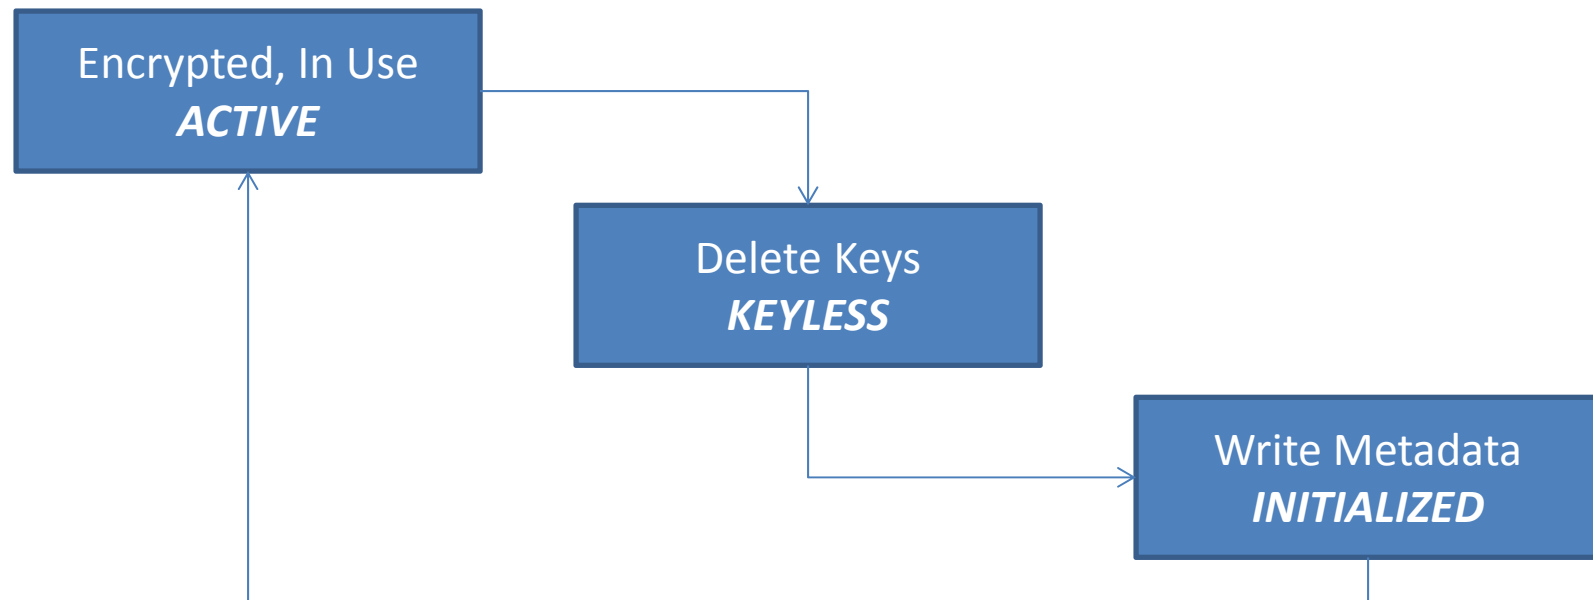 Encrypted, In Use
ACTIVE
Delete Keys
KEYLESS
Write Metadata
INITIALIZED